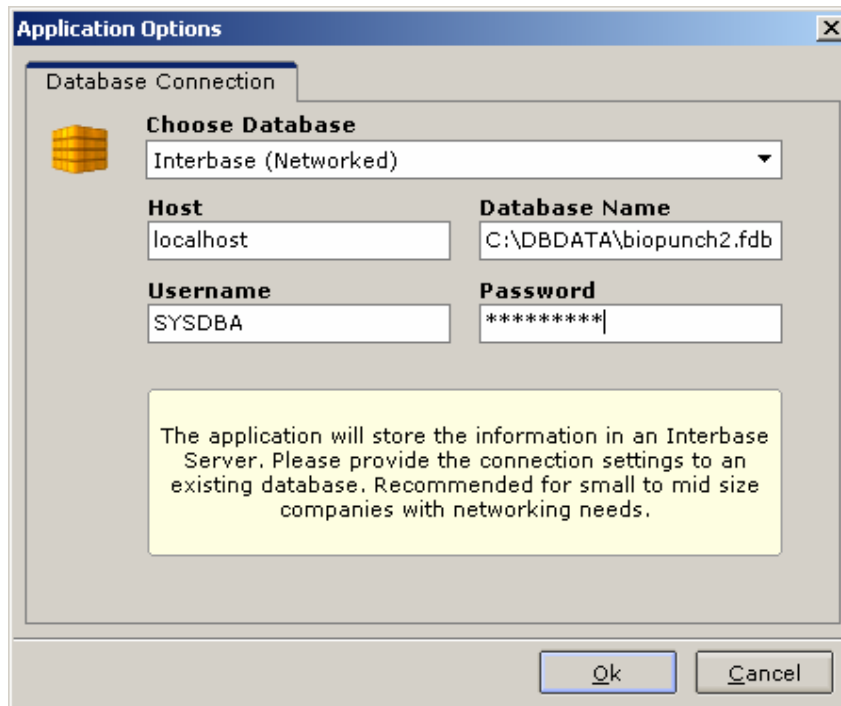 Application Options
Database Connection
Choose Database
Interbase (Networked)
Host
Database Name
localhost
C:\DBDATA\biopunch2.fdb
Username
Password
SYSDBA
*********
The application will store the information in an Interbase
Server. Please provide the connection settings to an
existing database. Recommended for small to mid size
companies with networking needs.
Ok
Cancel